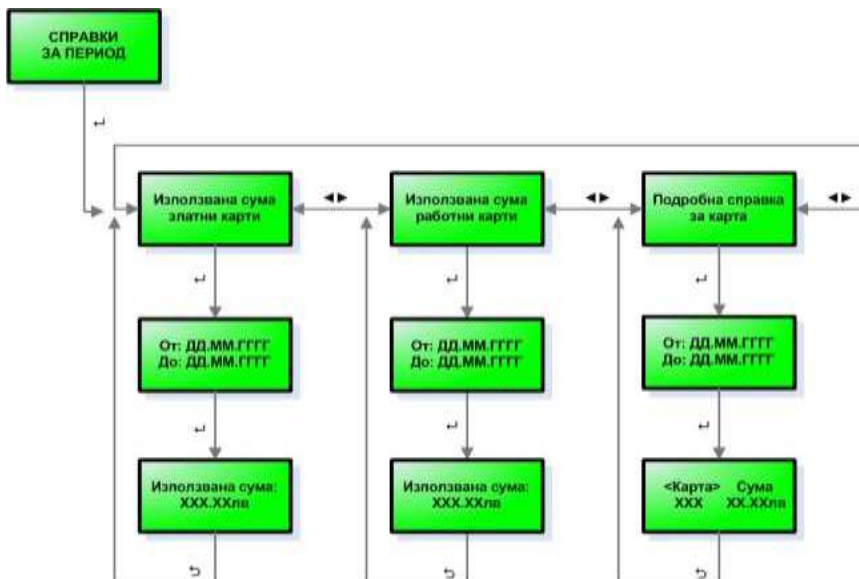 СПРАВКИ
ЗА ПЕРИОД
Използвана сума
златни карти
Използвана сума
работни карти
Подробна справка
за карта
От: ДД.ММ.ГГГГ
До: ДД.ММ.ГГГГ
От: ДД.ММ.ГГГГ
До: ДД.ММ.ГГГГ
От: ДД.ММ.ГГГГ
До: ДД.ММ.ГГГГ
Използвана сума:
XXX.XXлв
Използвана сума:
XXX.XXлв
<Карта> Сума
XXX XX.XXлв